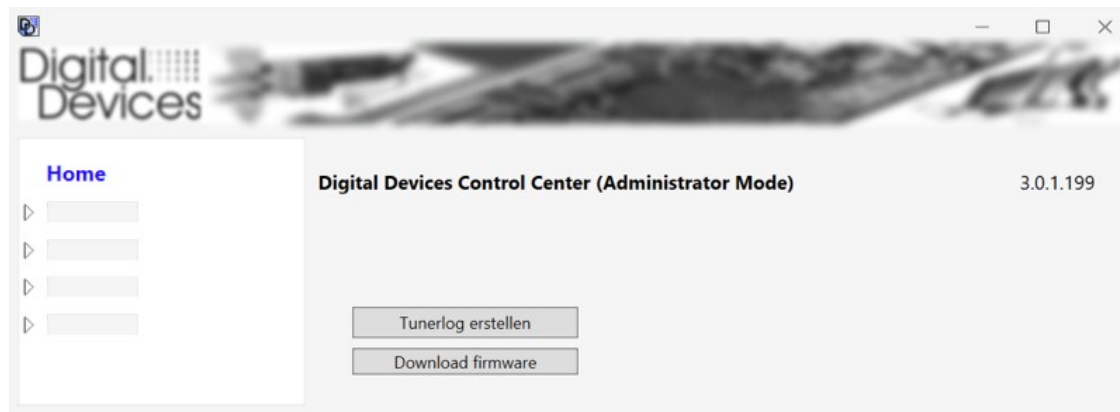 Digital
Devices
Home
Digital Devices Control Center (Administrator Mode)
3.0.1.199
Tunerlog erstellen
Download firmware